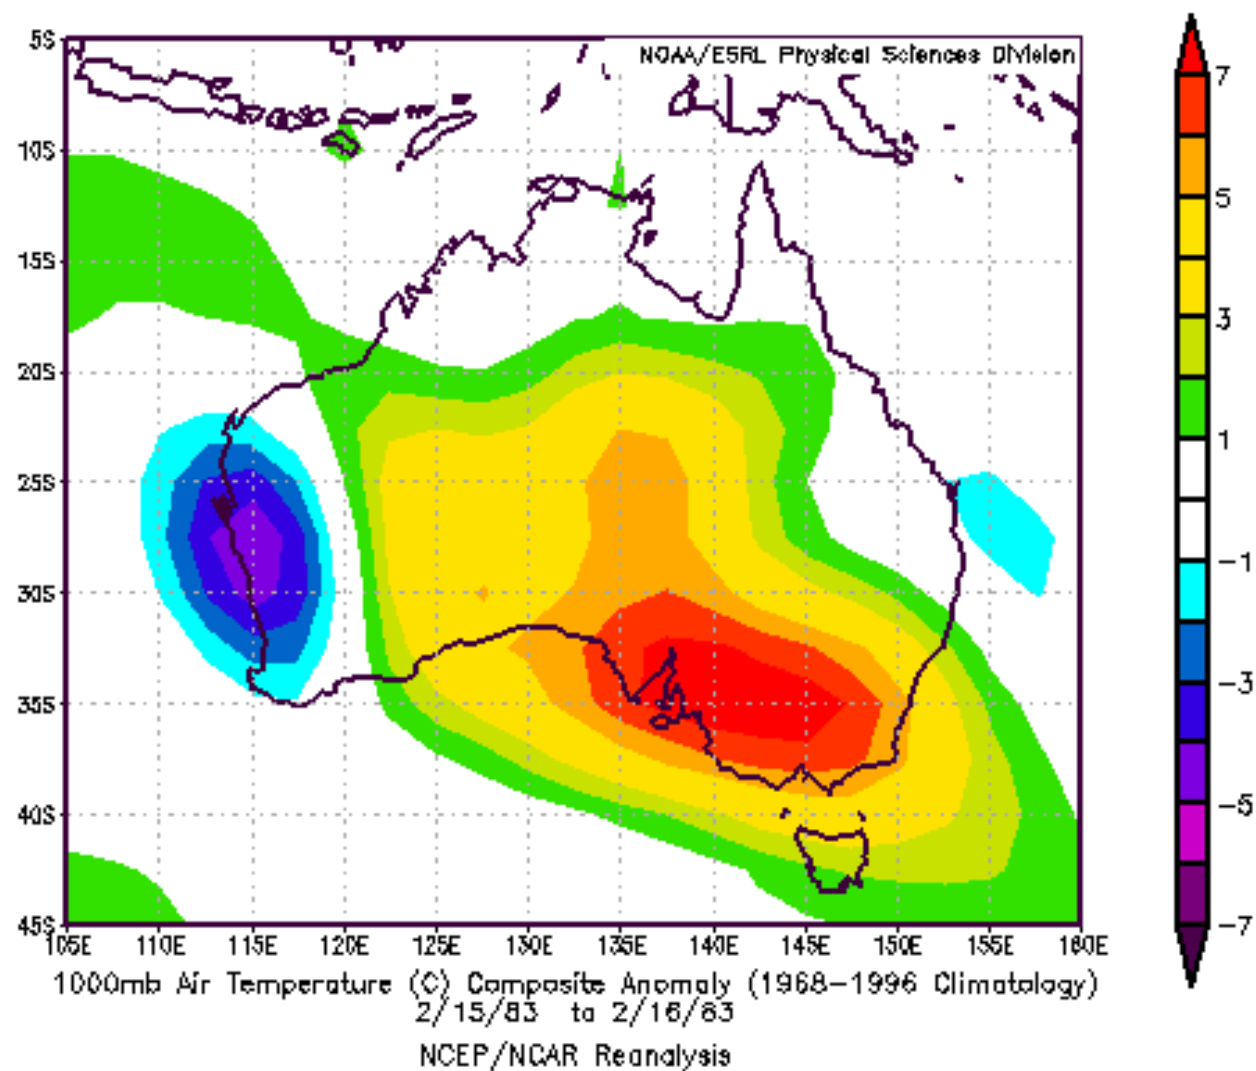 5S
NOAA/ESRL Physical Sciences Division
10S
15S
20S
25S
30S
35S
40S
45S
105E 110E 115E 120E 125E 130E 135E 140E 145E 150E 155E 160E
7
5
3
1
-1
-3
-5
-7
1000mb Air Temperature (C) Composite Anomaly (1968-1996 Climatology)
2/15/83 to 2/16/83
NCEP/NCAR Reanalysis